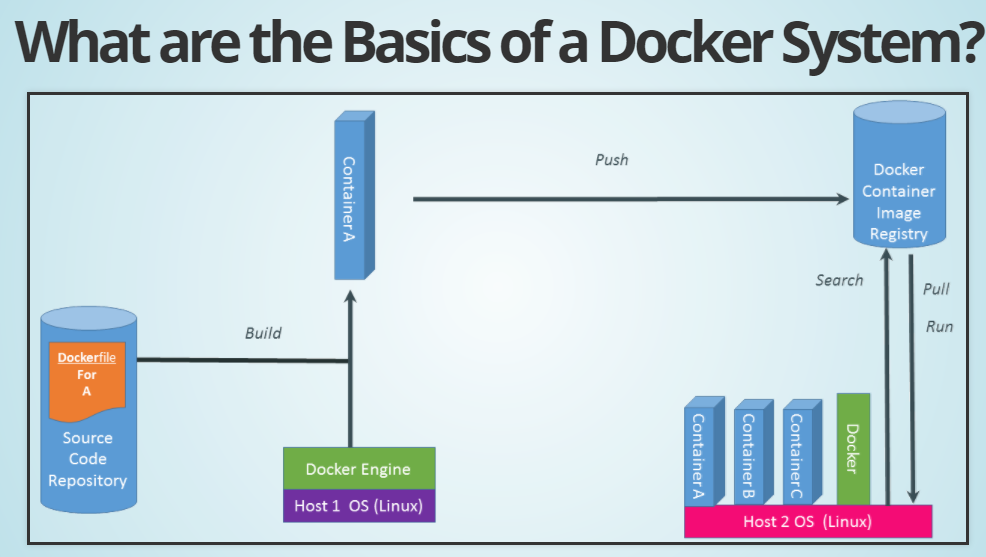 What are the Basics of a Docker System?
Container A
Push
Docker
Container
Image
Registry
Search
Pull
Run
Build
Dockerfile
For
A
Source
Code
Repository
Docker Engine
Host 1 OS (Linux)
Container A
Container B
Container C
Docker
Host 2 OS (Linux)